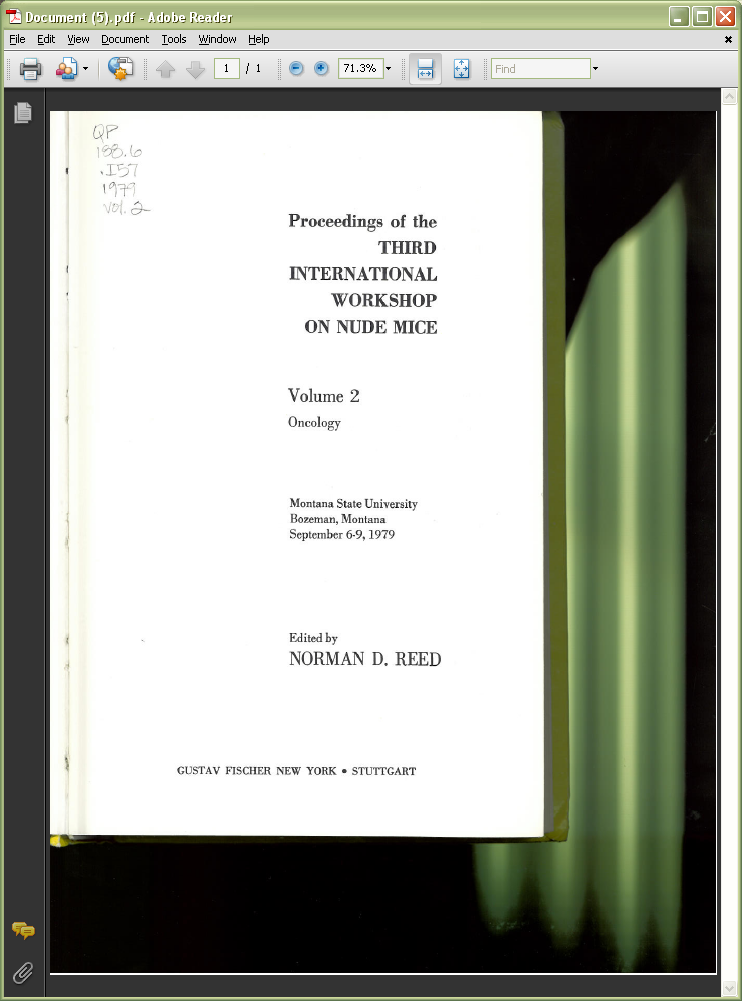 Document (5).pdf - Adobe Reader
File Edit View Document Tools Window Help
1 / 1 71.3% Find
QP
188.6
.I57
1979
vol. 2
Proceedings of the
THIRD
INTERNATIONAL
WORKSHOP
ON NUDE MICE
Volume 2
Oncology
Montana State University
Bozeman, Montana
September 6-9, 1979
Edited by
NORMAN D. REED
GUSTAV FISCHER NEW YORK • STUTTGART